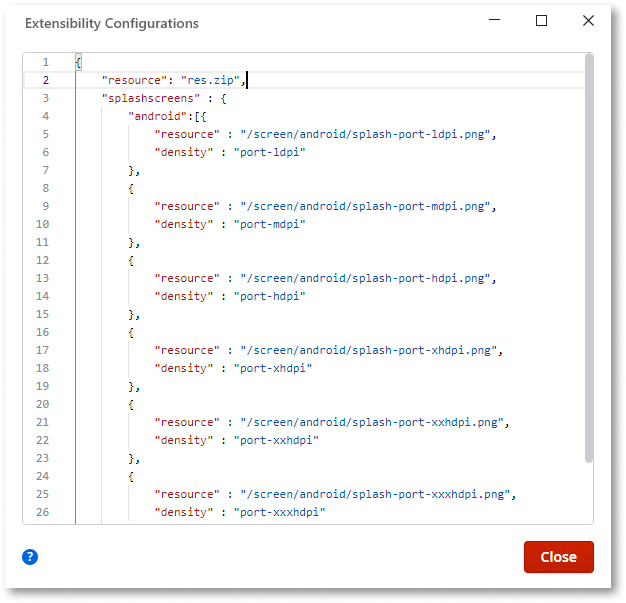 Extensibility Configurations
1 {
2 "resource": "res.zip",
3 "splashscreens" : {
4 "android":[{
5 "resource" : "/screen/android/splash-port-ldpi.png",
6 "density" : "port-ldpi"
7 },
8 {
9 "resource" : "/screen/android/splash-port-mdpi.png",
10 "density" : "port-mdpi"
11 },
12 {
13 "resource" : "/screen/android/splash-port-hdpi.png",
14 "density" : "port-hdpi"
15 },
16 {
17 "resource" : "/screen/android/splash-port-xhdpi.png",
18 "density" : "port-xhdpi"
19 },
20 {
21 "resource" : "/screen/android/splash-port-xxhdpi.png",
22 "density" : "port-xxhdpi"
23 },
24 {
25 "resource" : "/screen/android/splash-port-xxxhdpi.png",
26 "density" : "port-xxxhdpi"
?
Close